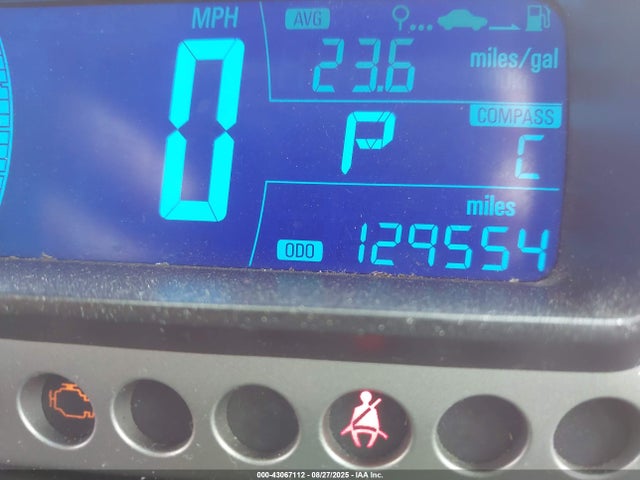 MPH
0
AVG
23.6 miles/gal
P
COMPASS
C
miles
ODO 129554
000-43067112 - 08/27/2025 - IAA Inc.